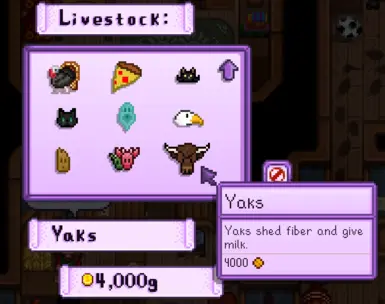 Livestock:
Yaks
Yaks shed fiber and give
milk.
4000
Yaks
4,000g